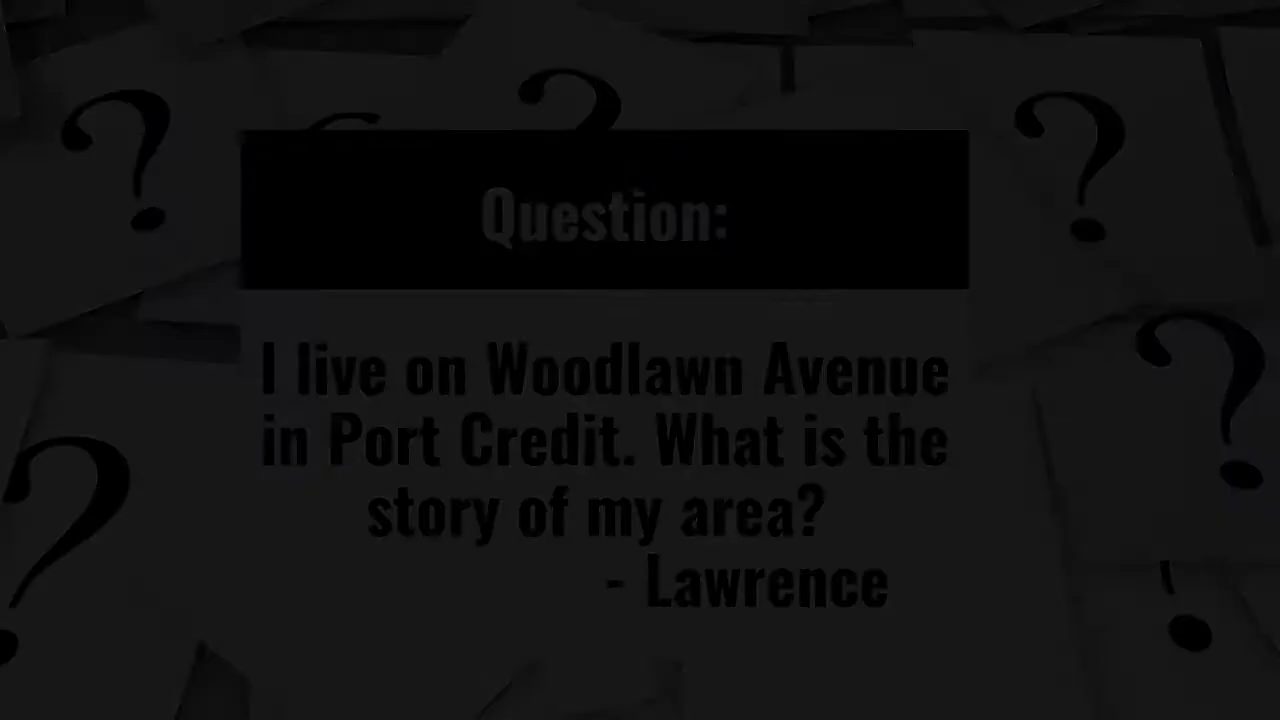 Question:
I live on Woodlawn Avenue
in Port Credit. What is the
story of my area?
- Lawrence